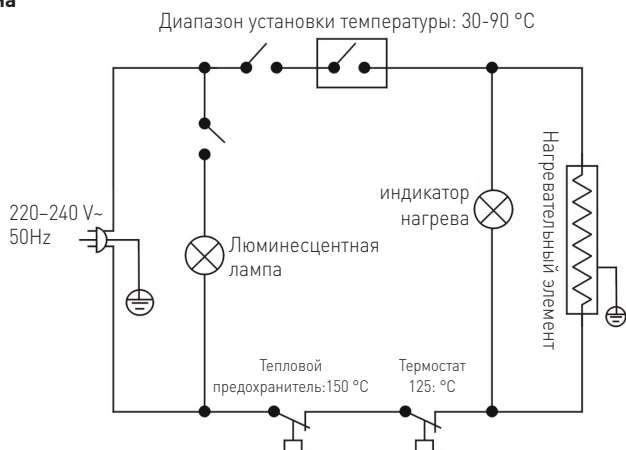 ма
Диапазон установки температуры: 30-90 °C
220–240 V~
50Hz
Люминесцентная
лампа
индикатор
нагрева
Нагревательный элемент
Тепловой
предохранитель:150 °C
Термостат
125: °C